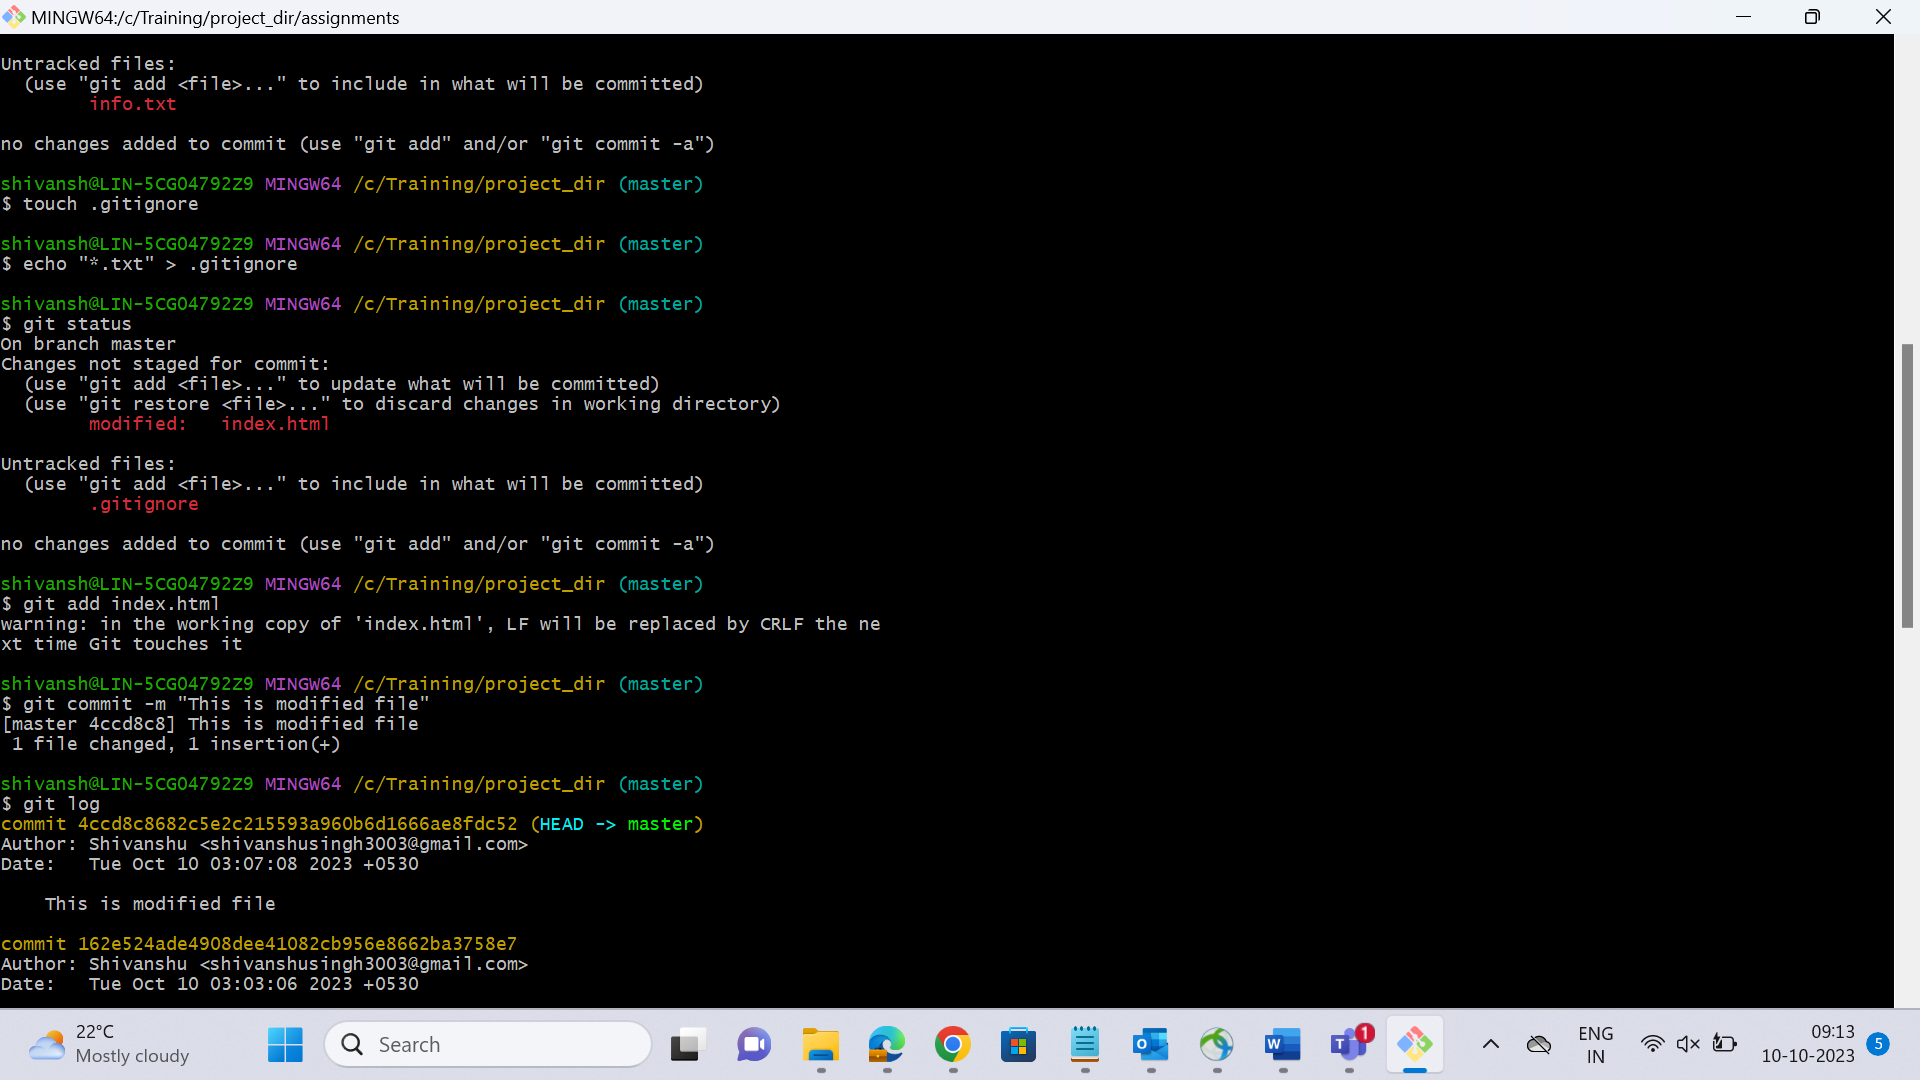 MINGW64:/c/Training/project_dir/assignments
Untracked files:
  (use "git add <file>..." to include in what will be committed)
        info.txt
no changes added to commit (use "git add" and/or "git commit -a")
shivansh@LIN-5CG04792Z9 MINGW64 /c/Training/project_dir (master)
$ touch .gitignore
shivansh@LIN-5CG04792Z9 MINGW64 /c/Training/project_dir (master)
$ echo "*.txt" > .gitignore
shivansh@LIN-5CG04792Z9 MINGW64 /c/Training/project_dir (master)
$ git status
On branch master
Changes not staged for commit:
  (use "git add <file>..." to update what will be committed)
  (use "git restore <file>..." to discard changes in working directory)
        modified:   index.html
Untracked files:
  (use "git add <file>..." to include in what will be committed)
        .gitignore
no changes added to commit (use "git add" and/or "git commit -a")
shivansh@LIN-5CG04792Z9 MINGW64 /c/Training/project_dir (master)
$ git add index.html
warning: in the working copy of 'index.html', LF will be replaced by CRLF the ne
xt time Git touches it
shivansh@LIN-5CG04792Z9 MINGW64 /c/Training/project_dir (master)
$ git commit -m "This is modified file"
[master 4ccd8c8] This is modified file
 1 file changed, 1 insertion(+)
shivansh@LIN-5CG04792Z9 MINGW64 /c/Training/project_dir (master)
$ git log
commit 4ccd8c8682c5e2c215593a960b6d1666ae8fdc52 (HEAD -> master)
Author: Shivanshu <shivanshusingh3003@gmail.com>
Date:   Tue Oct 10 03:07:08 2023 +0530
    This is modified file
commit 162e524ade4908dee41082cb956e8662ba3758e7
Author: Shivanshu <shivanshusingh3003@gmail.com>
Date:   Tue Oct 10 03:03:06 2023 +0530
22°C
Mostly cloudy
Search
1
ENG
IN
09:13
10-10-2023
5